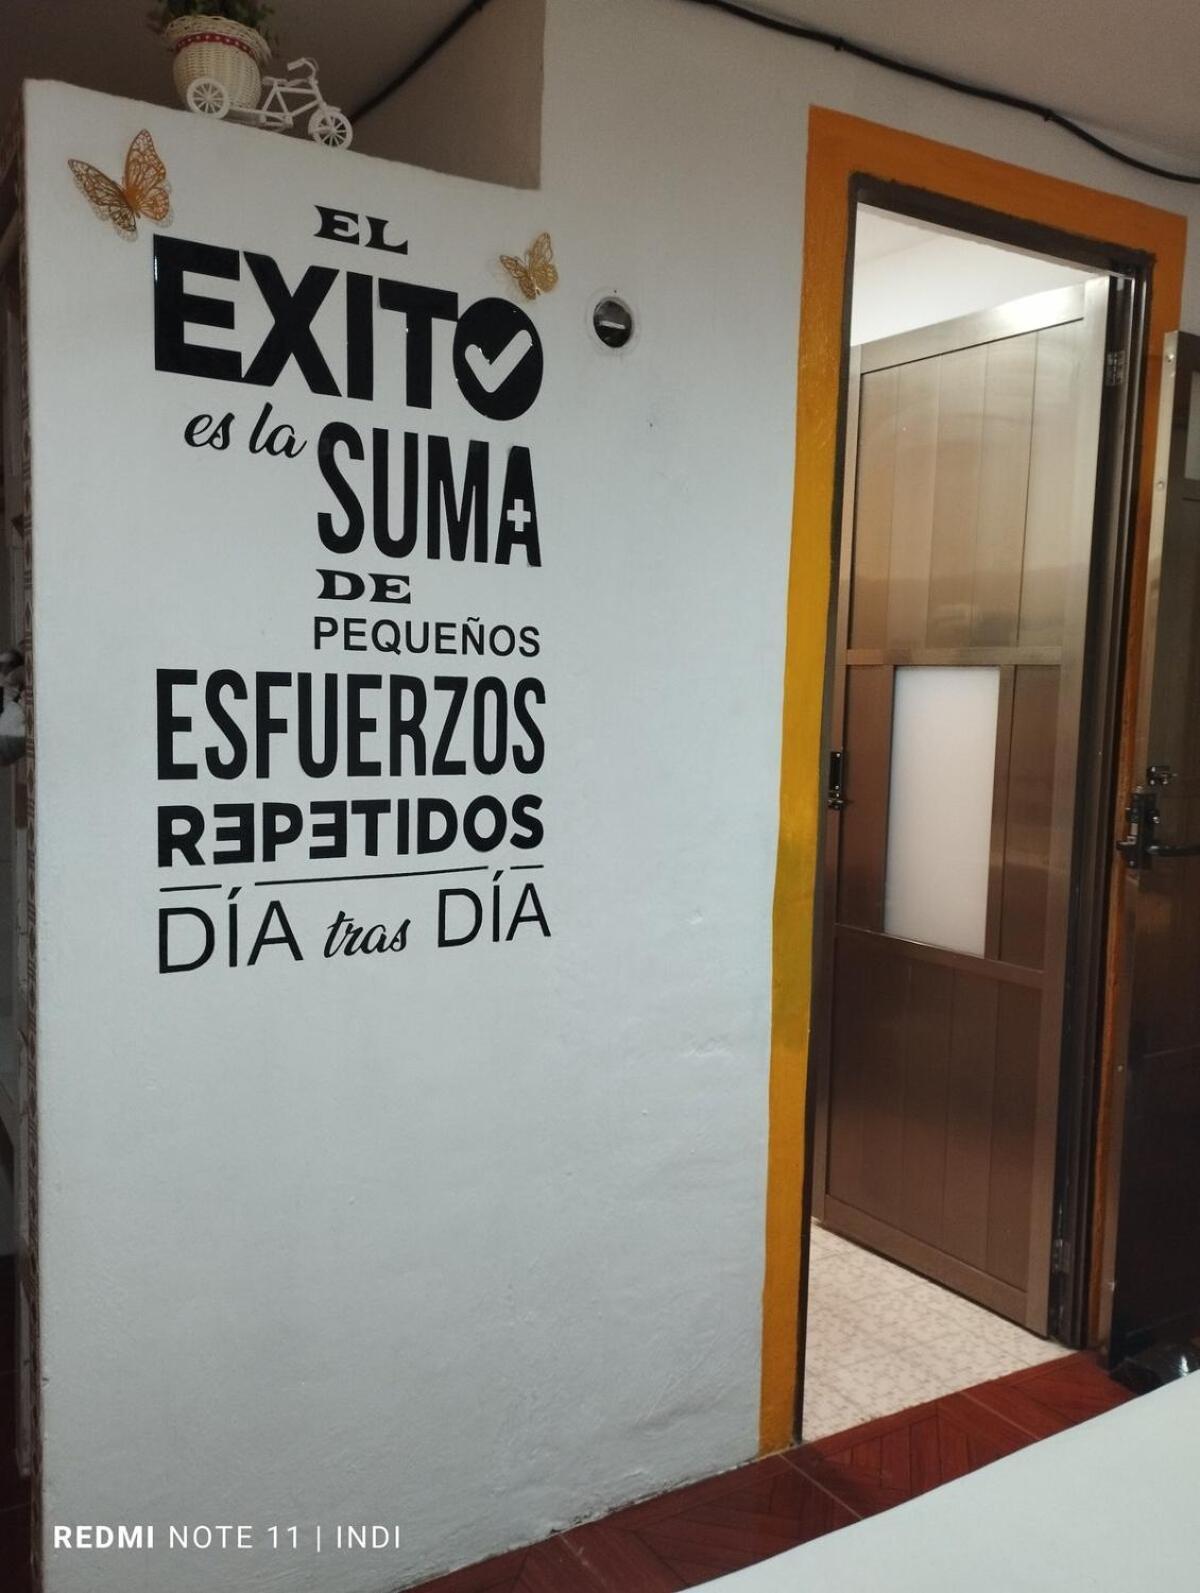 EL
EXITO
es la SUMA
DE
PEQUEÑOS
ESFUERZOS
REPETIDOS
DÍA tras DÍA
REDMI NOTE 11 | INDI